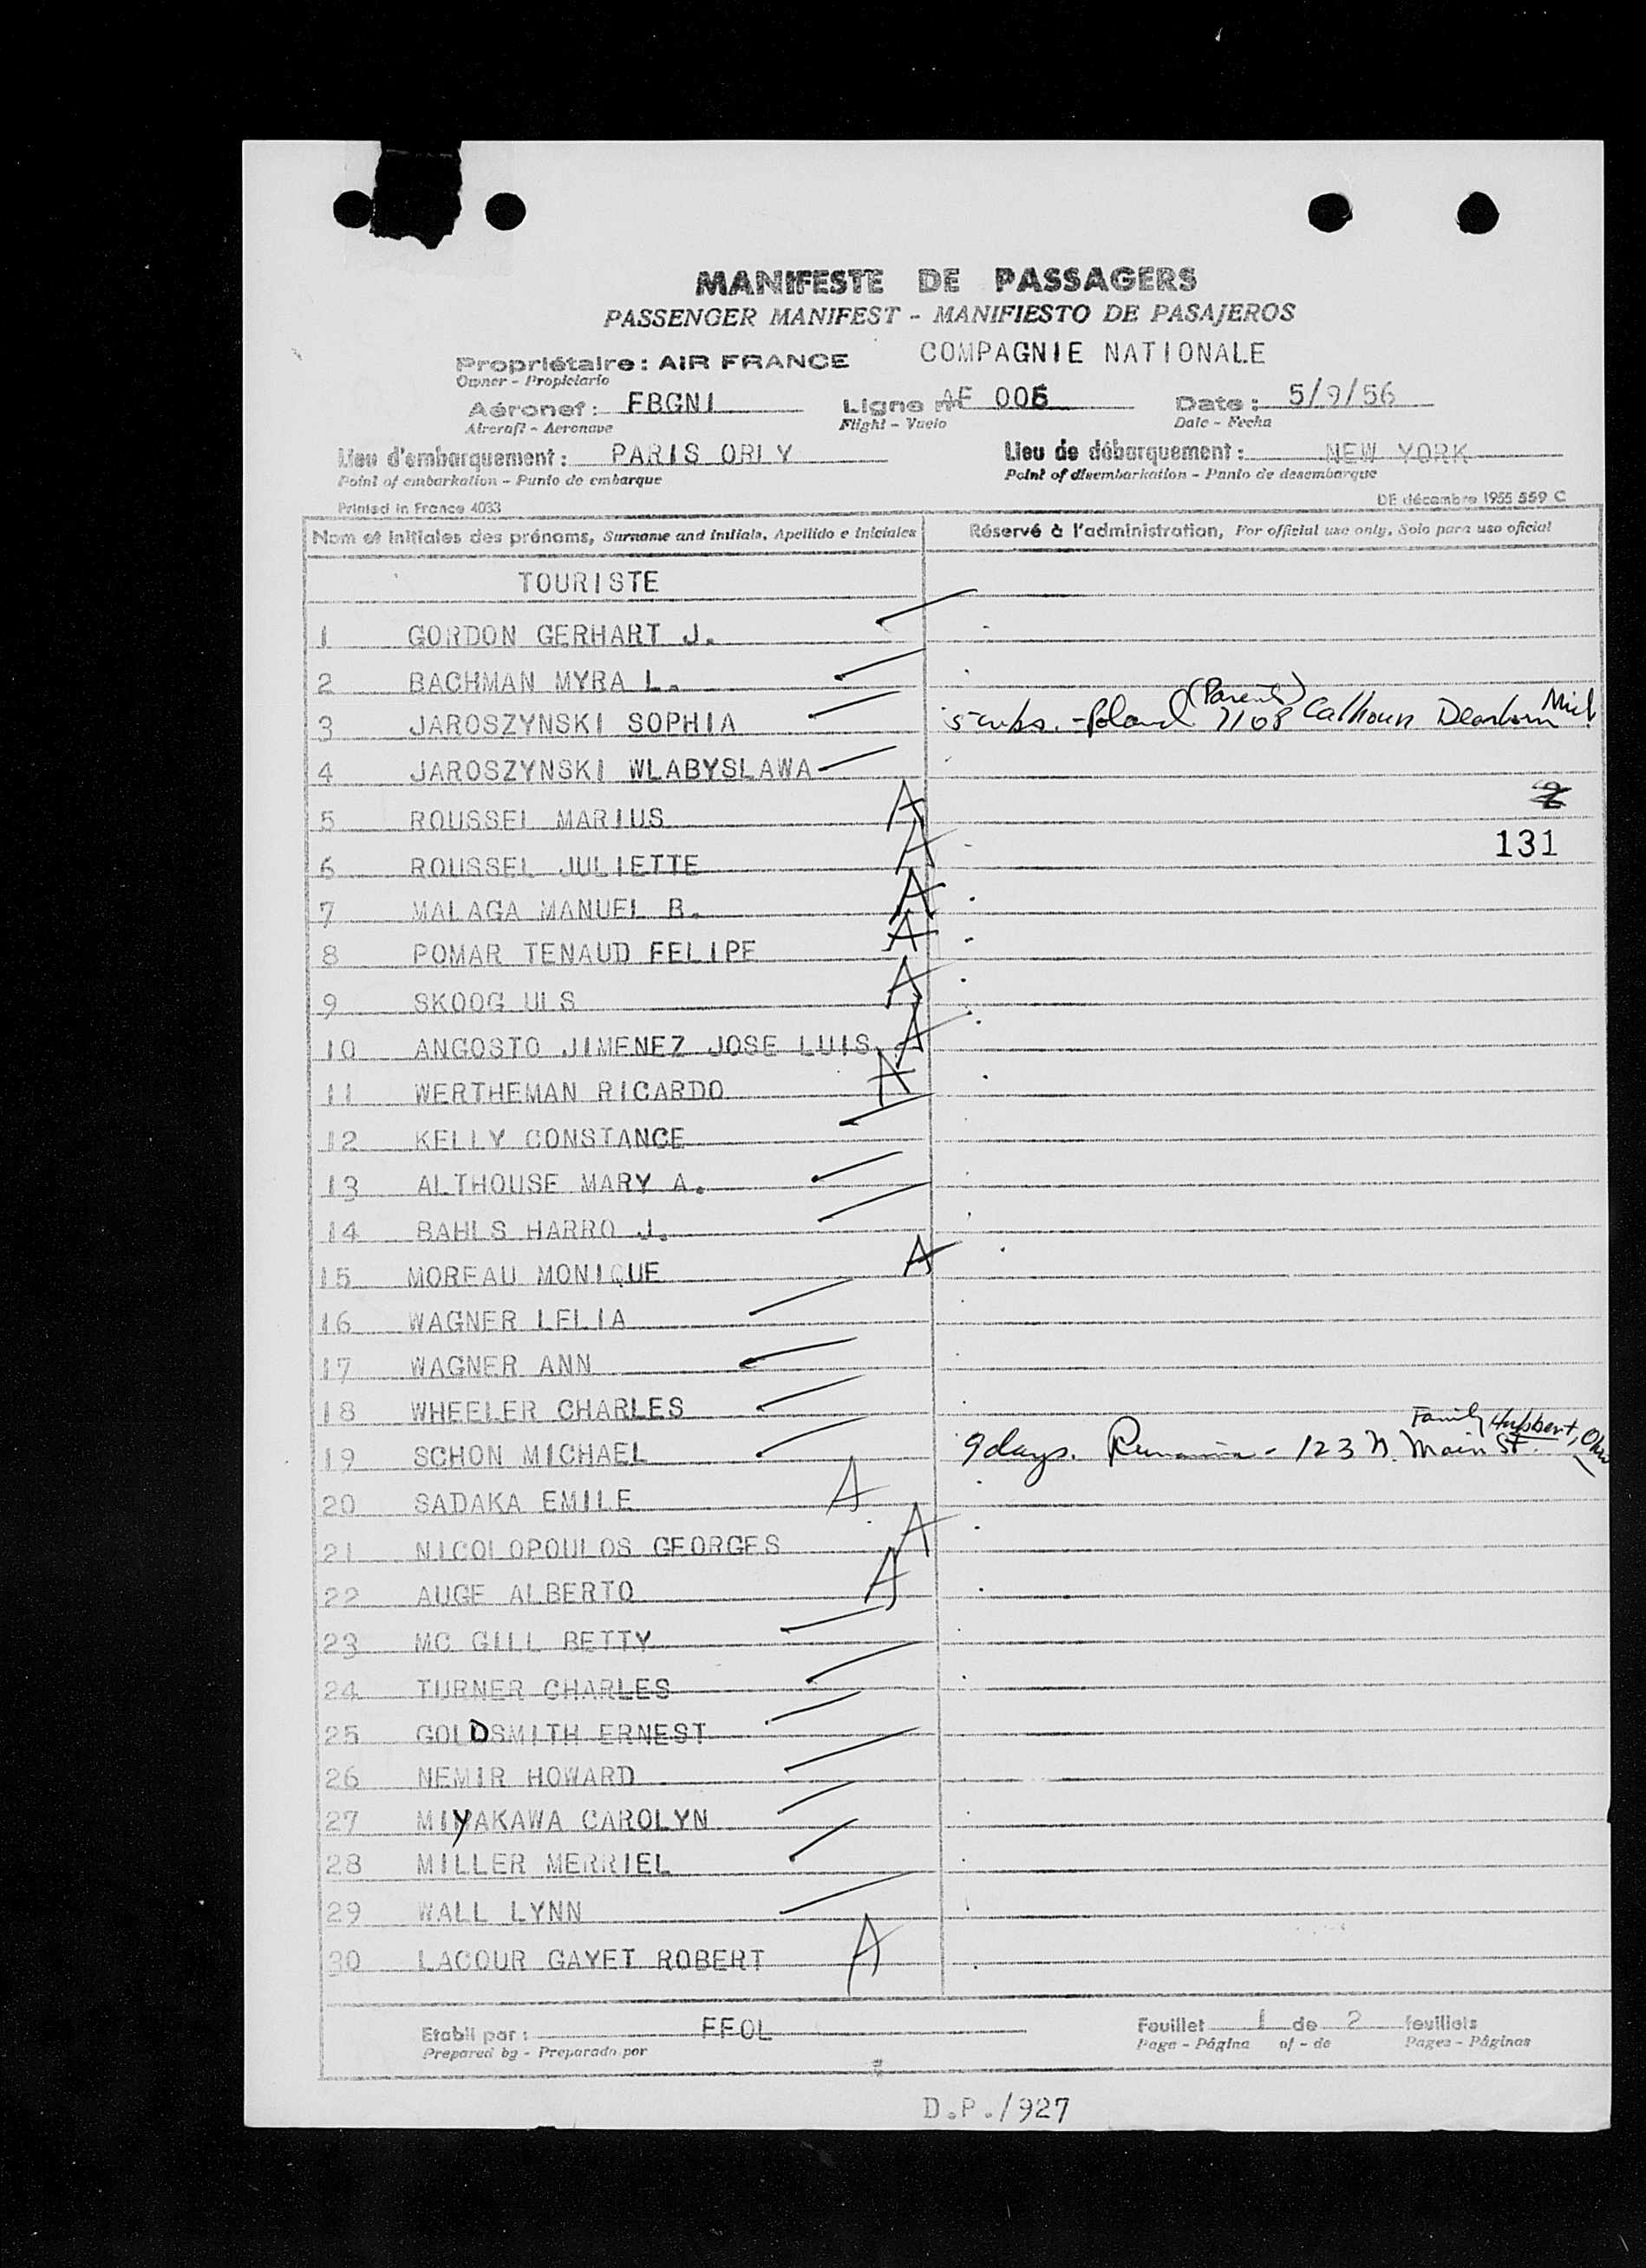 MANIFESTE DE PASSAGERS
PASSENGER MANIFEST - MANIFIESTO DE PASAJEROS
Propriétaire : AIR FRANCE COMPAGNIE NATIONALE
Owner - Propietario
Aéronef : FBGNI Ligne n° AF 005 Date : 5/9/56
Aircraft - Aeronave Flight - Vuelo Date - Fecha
Lieu d'embarquement : PARIS ORLY Lieu de débarquement : NEW YORK
Point of embarkation - Punto de embarque Point of disembarkation - Punto de desembarque
Printed in France 4033 DE décembre 1955 559 C
Nom et initiales des prénoms, Surname and initials, Apellido e iniciales Réservé à l'administration, For official use only, Solo para uso oficial
TOURISTE
1 GORDON GERHART J.
2 BACHMAN MYRA L.
(Parents)
3 JAROSZYNSKI SOPHIA 5 wks. - Poland 7108 Calhoun Dearborn Mich
4 JAROSZYNSKI WLABYSLAWA
5 ROUSSEL MARIUS A
131
6 ROUSSEL JULIETTE A
7 MALAGA MANUEL B. A
8 POMAR TENAUD FELIPE A
9 SKOOG ULS A
10 ANGOSTO JIMENEZ JOSE LUIS A
11 WERTHEMAN RICARDO A
12 KELLY CONSTANCE
13 ALTHOUSE MARY A.
14 BAHLS HARRO J.
15 MOREAU MONIQUE A
16 WAGNER LELIA
17 WAGNER ANN
18 WHEELER CHARLES
Family
19 SCHON MICHAEL 9 days. Rumania - 123 N. Main St.
20 SADAKA EMILE A
21 NICOLOPOULOS GEORGES A
22 AUGE ALBERTO A
23 MC GILL BETTY
24 TURNER CHARLES
25 GOLDSMITH ERNEST
26 NEMIR HOWARD
27 MIYAKAWA CAROLYN
28 MILLER MERRIEL
29 WALL LYNN
30 LACOUR GAYET ROBERT A
Etabli par : FFOL Feuillet 1 de 2 feuillets
Prepared by - Preparado por Page - Página of - de Pages - Páginas
D.P./927